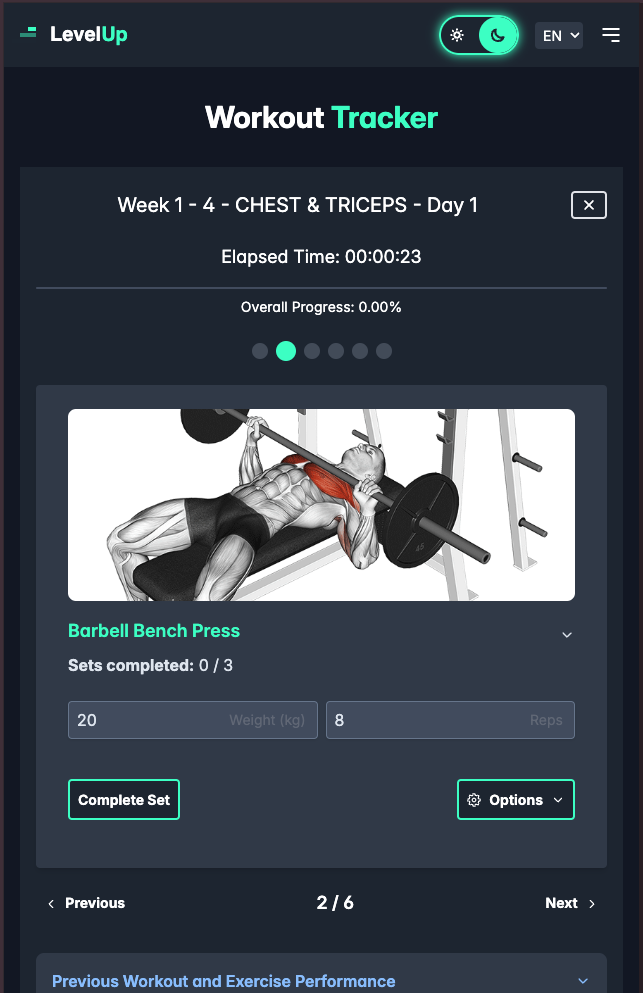 LevelUp
EN
Workout Tracker
Week 1 - 4 - CHEST & TRICEPS - Day 1
Elapsed Time: 00:00:23
Overall Progress: 0.00%
45
Barbell Bench Press
Sets completed: 0 / 3
20 Weight (kg) 8 Reps
Complete Set Options
Previous 2 / 6 Next
Previous Workout and Exercise Performance